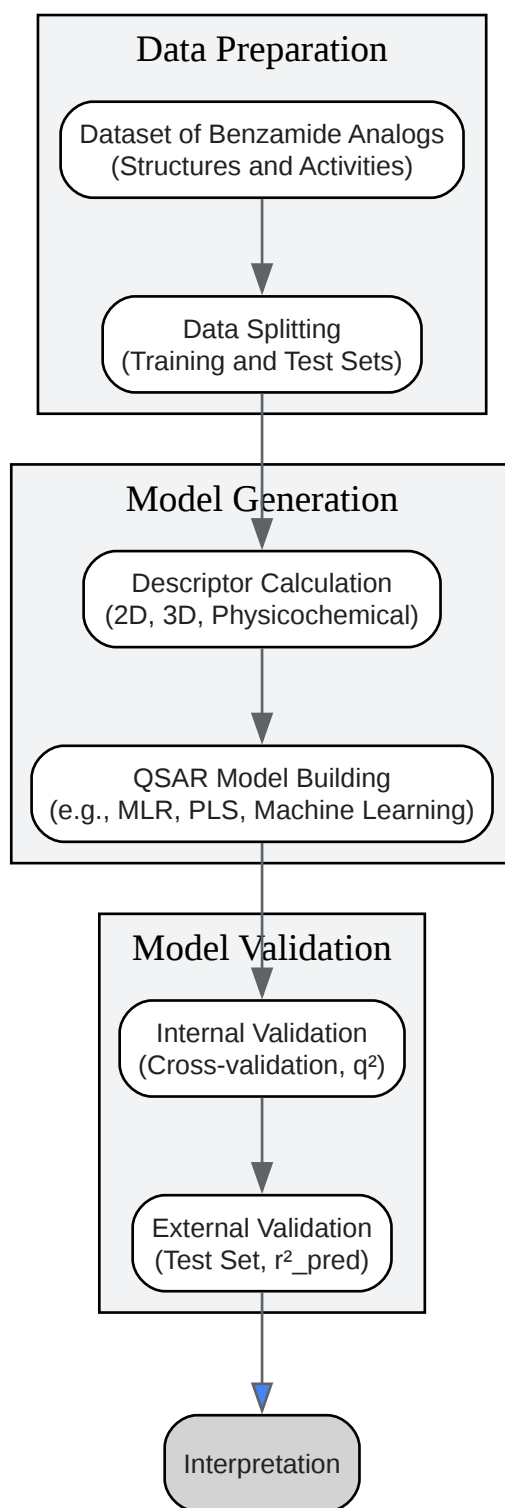 Data Preparation
Dataset of Benzamide Analogs
(Structures and Activities)
Data Splitting
(Training and Test Sets)
Model Generation
Descriptor Calculation
(2D, 3D, Physicochemical)
QSAR Model Building
(e.g., MLR, PLS, Machine Learning)
Model Validation
Internal Validation
(Cross-validation, q²)
External Validation
(Test Set, r²_pred)
Interpretation